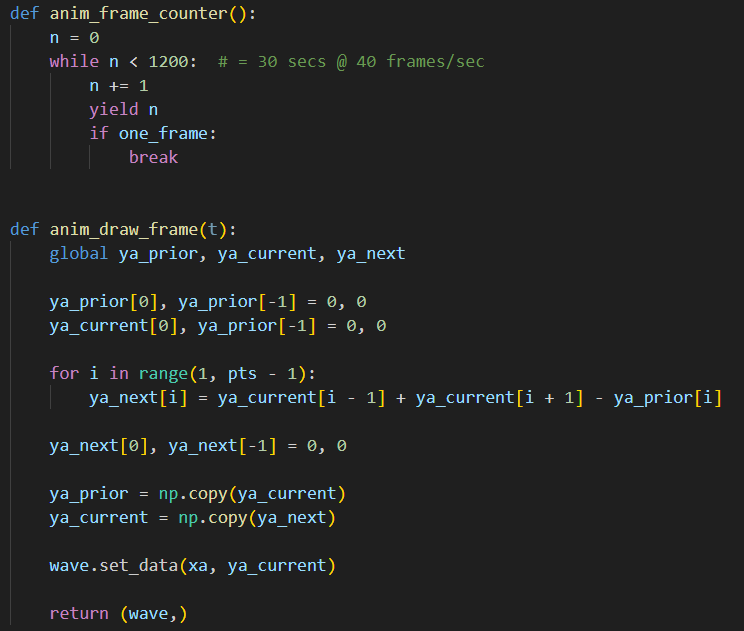 def anim_frame_counter():
    n = 0
    while n < 1200:  # = 30 secs @ 40 frames/sec
        n += 1
        yield n
        if one_frame:
            break
def anim_draw_frame(t):
    global ya_prior, ya_current, ya_next
    ya_prior[0], ya_prior[-1] = 0, 0
    ya_current[0], ya_prior[-1] = 0, 0
    for i in range(1, pts - 1):
        ya_next[i] = ya_current[i - 1] + ya_current[i + 1] - ya_prior[i]
    ya_next[0], ya_next[-1] = 0, 0
    ya_prior = np.copy(ya_current)
    ya_current = np.copy(ya_next)
    wave.set_data(xa, ya_current)
    return (wave,)